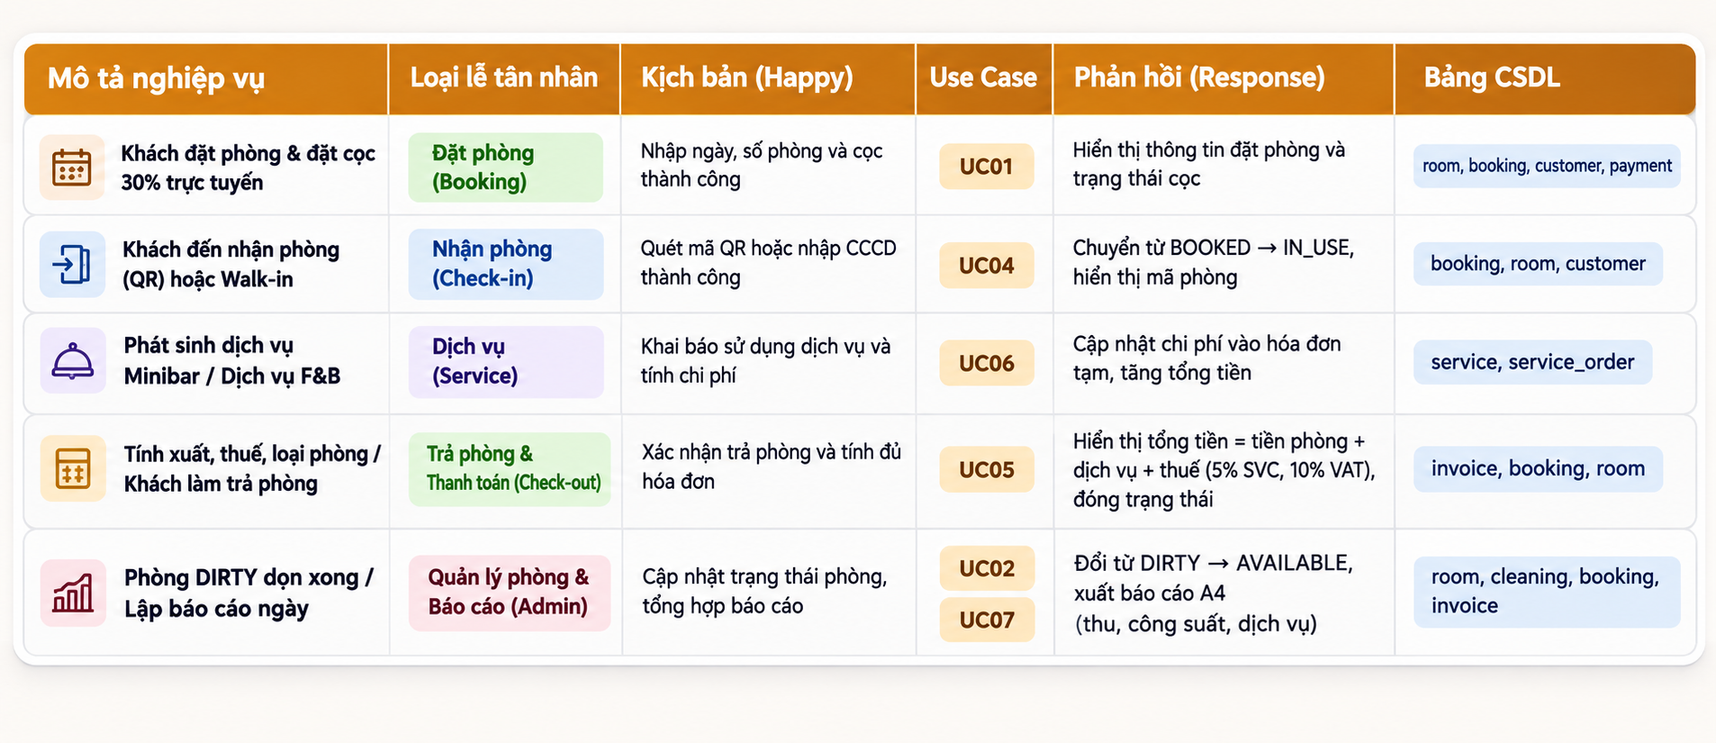 Mô tả nghiệp vụ
Loại lễ tân nhân
Kịch bản (Happy)
Use Case
Phản hồi (Response)
Bảng CSDL
Khách đặt phòng & đặt cọc
30% trực tuyến
Đặt phòng
(Booking)
Nhập ngày, số phòng và cọc
thành công
UC01
Hiển thị thông tin đặt phòng và
trạng thái cọc
room, booking, customer, payment
Khách đến nhận phòng
(QR) hoặc Walk-in
Nhận phòng
(Check-in)
Quét mã QR hoặc nhập CCCD
thành công
UC04
Chuyển từ BOOKED → IN_USE,
hiển thị mã phòng
booking, room, customer
Phát sinh dịch vụ
Minibar / Dịch vụ F&B
Dịch vụ
(Service)
Khai báo sử dụng dịch vụ và
tính chi phí
UC06
Cập nhật chi phí vào hóa đơn
tạm, tăng tổng tiền
service, service_order
Tính xuất, thuế, loại phòng /
Khách làm trả phòng
Trả phòng &
Thanh toán (Check-out)
Xác nhận trả phòng và tính đủ
hóa đơn
UC05
Hiển thị tổng tiền = tiền phòng +
dịch vụ + thuế (5% SVC, 10% VAT),
đóng trạng thái
invoice, booking, room
Phòng DIRTY dọn xong /
Lập báo cáo ngày
Quản lý phòng &
Báo cáo (Admin)
Cập nhật trạng thái phòng,
tổng hợp báo cáo
UC02
UC07
Đổi từ DIRTY → AVAILABLE,
xuất báo cáo A4
(thu, công suất, dịch vụ)
room, cleaning, booking,
invoice